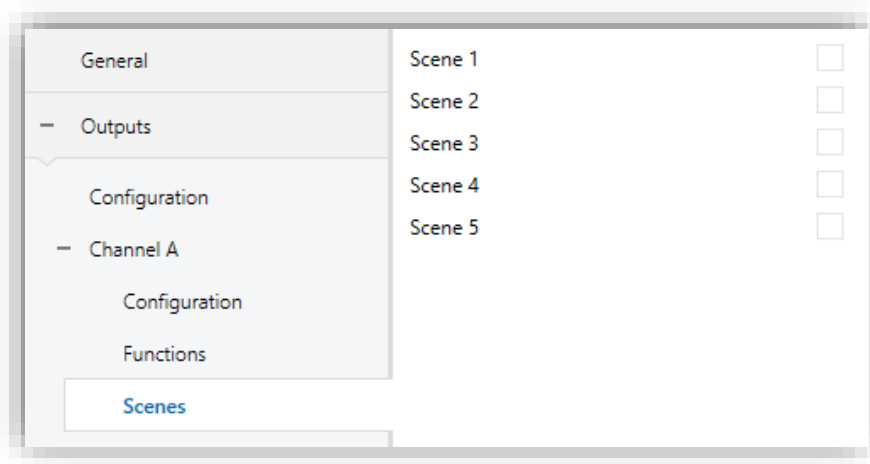 General
Outputs
Configuration
Channel A
Configuration
Functions
Scenes
Scene 1
Scene 2
Scene 3
Scene 4
Scene 5